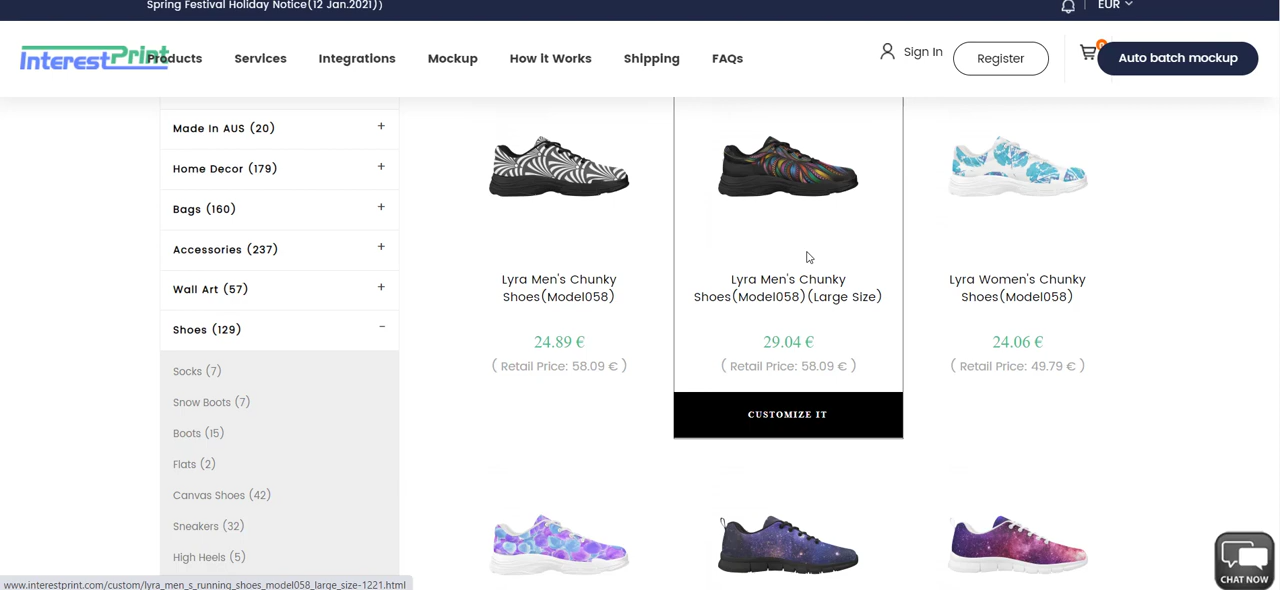 Spring Festival Holiday Notice(12 Jan.2021))
EUR
InterestPrint
Products
Services
Integrations
Mockup
How it Works
Shipping
FAQs
Sign In
Register
0
Auto batch mockup
Made In AUS (20)
+
Home Decor (179)
+
Bags (160)
+
Accessories (237)
+
Wall Art (57)
+
Shoes (129)
−
Socks (7)
Snow Boots (7)
Boots (15)
Flats (2)
Canvas Shoes (42)
Sneakers (32)
High Heels (5)
Lyra Men's Chunky
Shoes(Model058)
24.89 €
( Retail Price: 58.09 € )
Lyra Men's Chunky
Shoes(Model058)(Large Size)
29.04 €
( Retail Price: 58.09 € )
CUSTOMIZE IT
Lyra Women's Chunky
Shoes(Model058)
24.06 €
( Retail Price: 49.79 € )
CHAT NOW
www.interestprint.com/custom/lyra_men_s_running_shoes_model058_large_size-1221.html